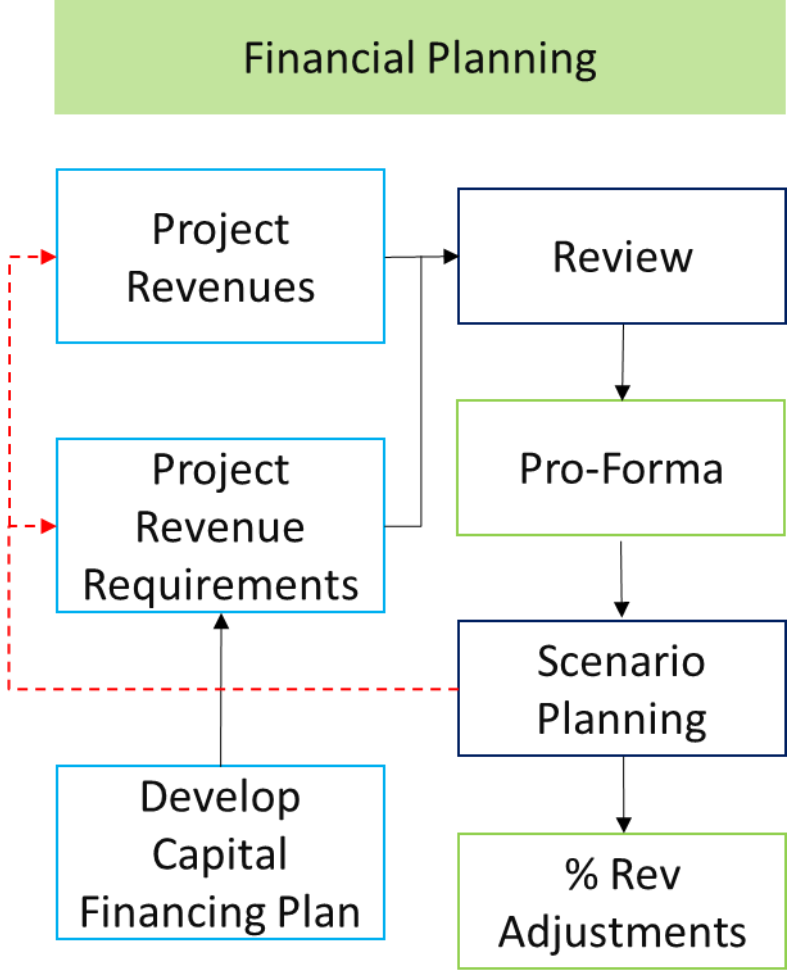 Financial Planning
Project
Revenues
Review
Project
Revenue
Requirements
Pro-Forma
Scenario
Planning
Develop
Capital
Financing Plan
% Rev
Adjustments